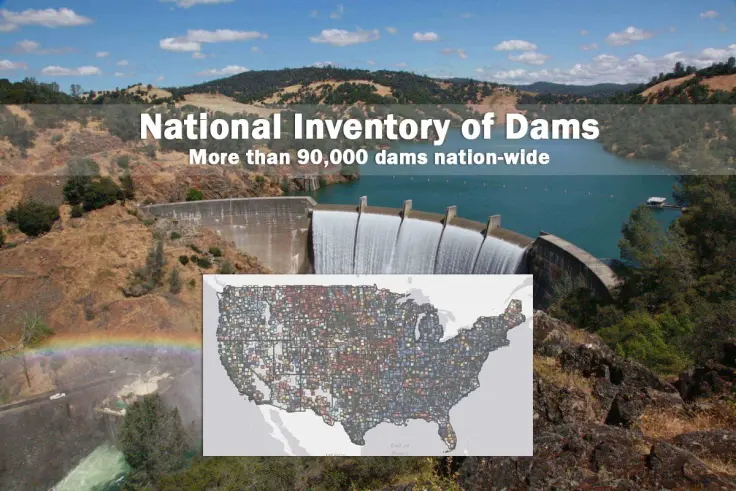 National Inventory of Dams
More than 90,000 dams nation-wide